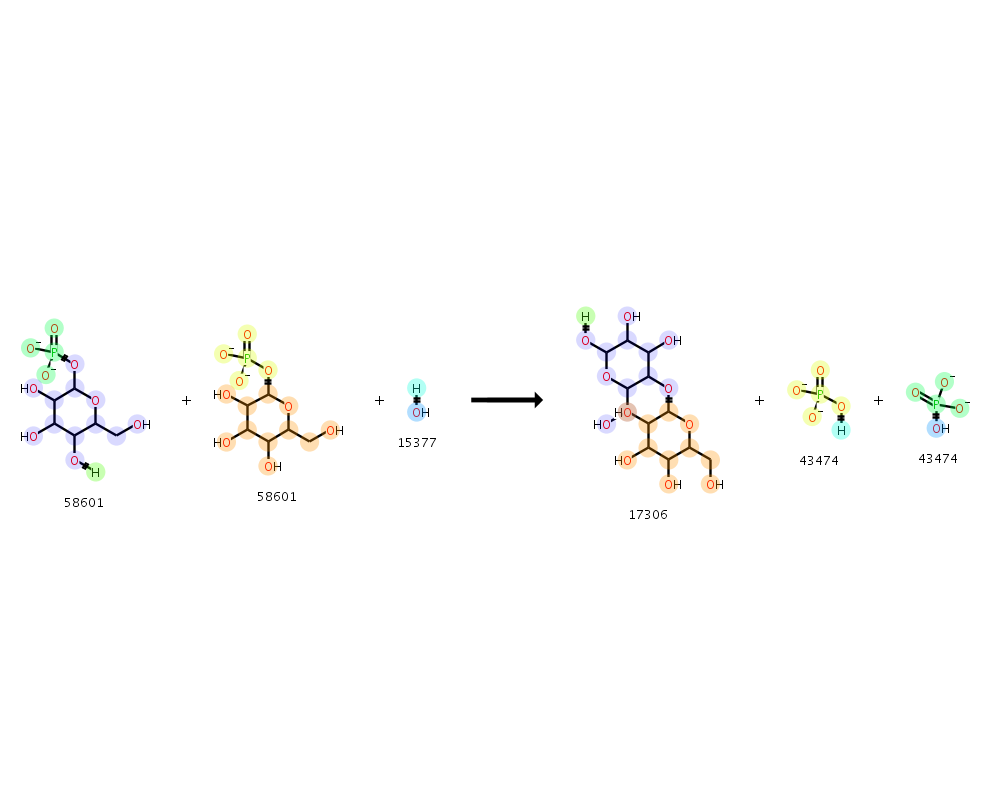 O
O⁻ P
O⁻ O
HO O
HO OH
O H
58601
+
O
O⁻ P
O⁻ O
HO O
HO OH
OH
58601
+
H
OH
15377
H OH
O OH
O O
HO HO O
HO
OH OH
17306
+
O
O⁻ P
O⁻ O
H
43474
+
O⁻
O P O⁻
OH
43474